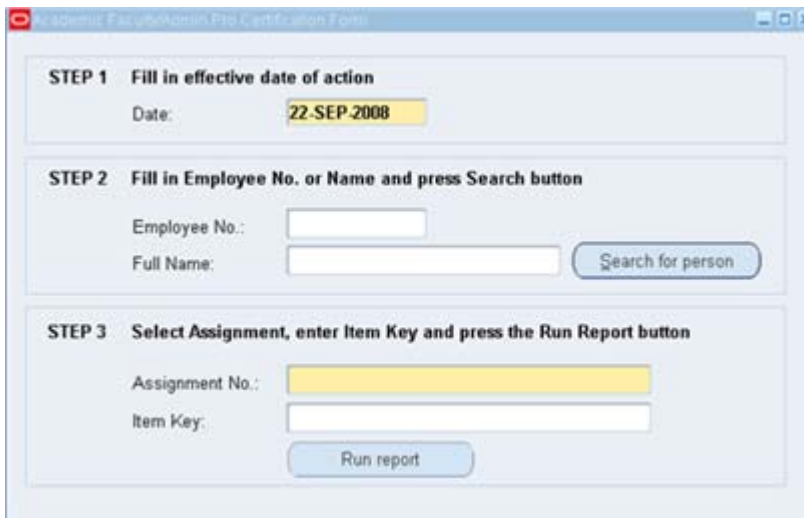 Academic Faculty/Admin Pro Certification Form
STEP 1 Fill in effective date of action
Date: 22-SEP-2008
STEP 2 Fill in Employee No. or Name and press Search button
Employee No.:
Full Name: Search for person
STEP 3 Select Assignment, enter Item Key and press the Run Report button
Assignment No.:
Item Key:
Run report